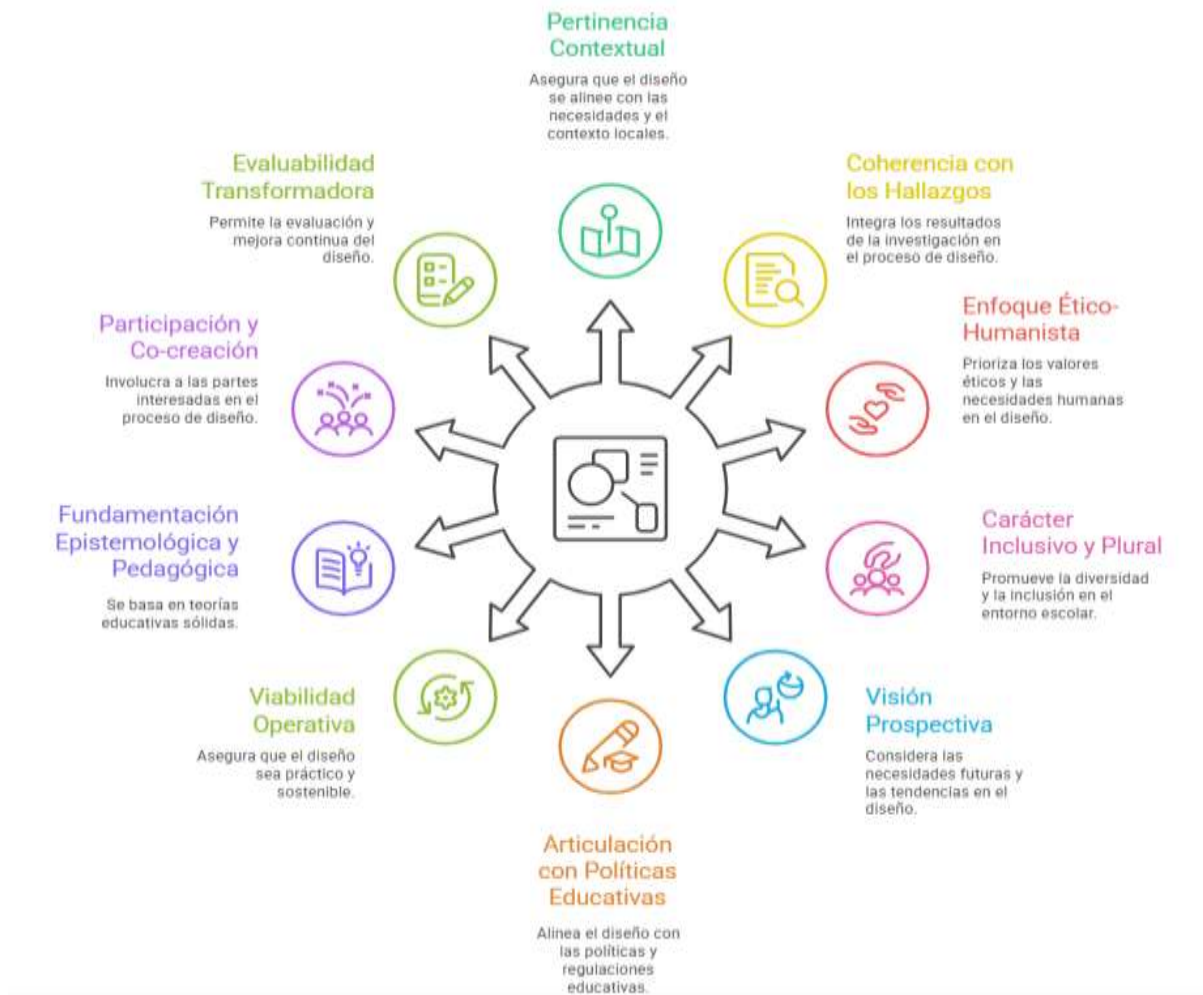 Pertinencia
Contextual
Asegura que el diseño
se alinee con las
necesidades y el
contexto locales.
Evaluabilidad
Transformadora
Permite la evaluación y
mejora continua del
diseño.
Coherencia con
los Hallazgos
Integra los resultados
de la investigación en
el proceso de diseño.
Participación y
Co-creación
Involucra a las partes
interesadas en el
proceso de diseño.
Enfoque Ético-
Humanista
Prioriza los valores
éticos y las
necesidades humanas
en el diseño.
Fundamentación
Epistemológica y
Pedagógica
Se basa en teorías
educativas sólidas.
Carácter
Inclusivo y Plural
Promueve la diversidad
y la inclusión en el
entorno escolar.
Viabilidad
Operativa
Asegura que el diseño
sea práctico y
sostenible.
Visión
Prospectiva
Considera las
necesidades futuras y
las tendencias en el
diseño.
Articulación
con Políticas
Educativas
Alinea el diseño con
las políticas y
regulaciones
educativas.